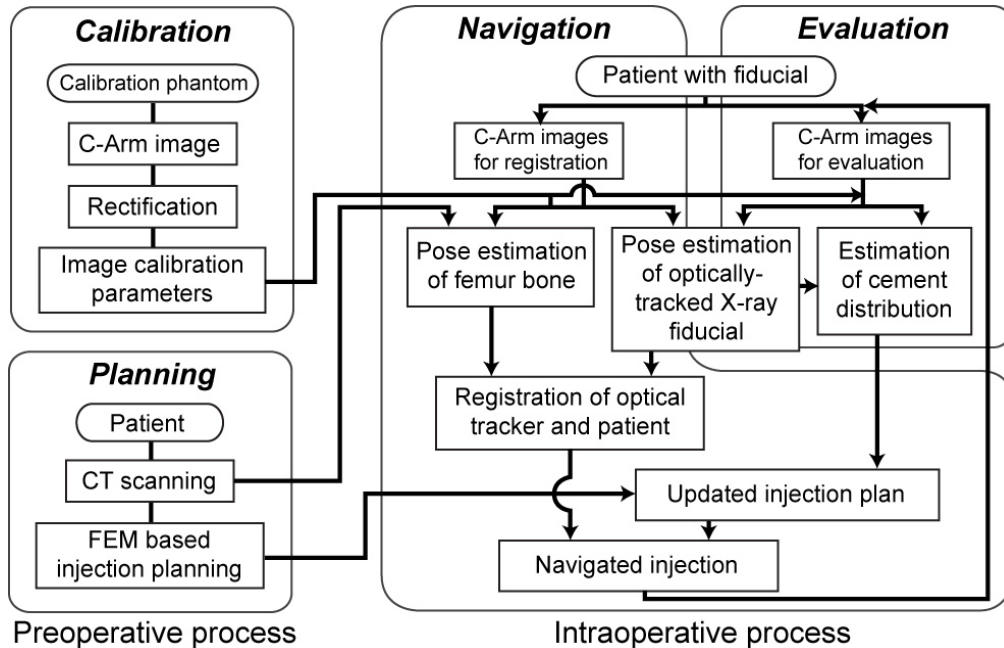 Calibration
Calibration phantom
C-Arm image
Rectification
Image calibration
parameters
Planning
Patient
CT scanning
FEM based
injection planning
Preoperative process
Navigation
Evaluation
Patient with fiducial
C-Arm images
for registration
C-Arm images
for evaluation
Pose estimation
of femur bone
Pose estimation
of optically-
tracked X-ray
fiducial
Estimation
of cement
distribution
Registration of optical
tracker and patient
Updated injection plan
Navigated injection
Intraoperative process